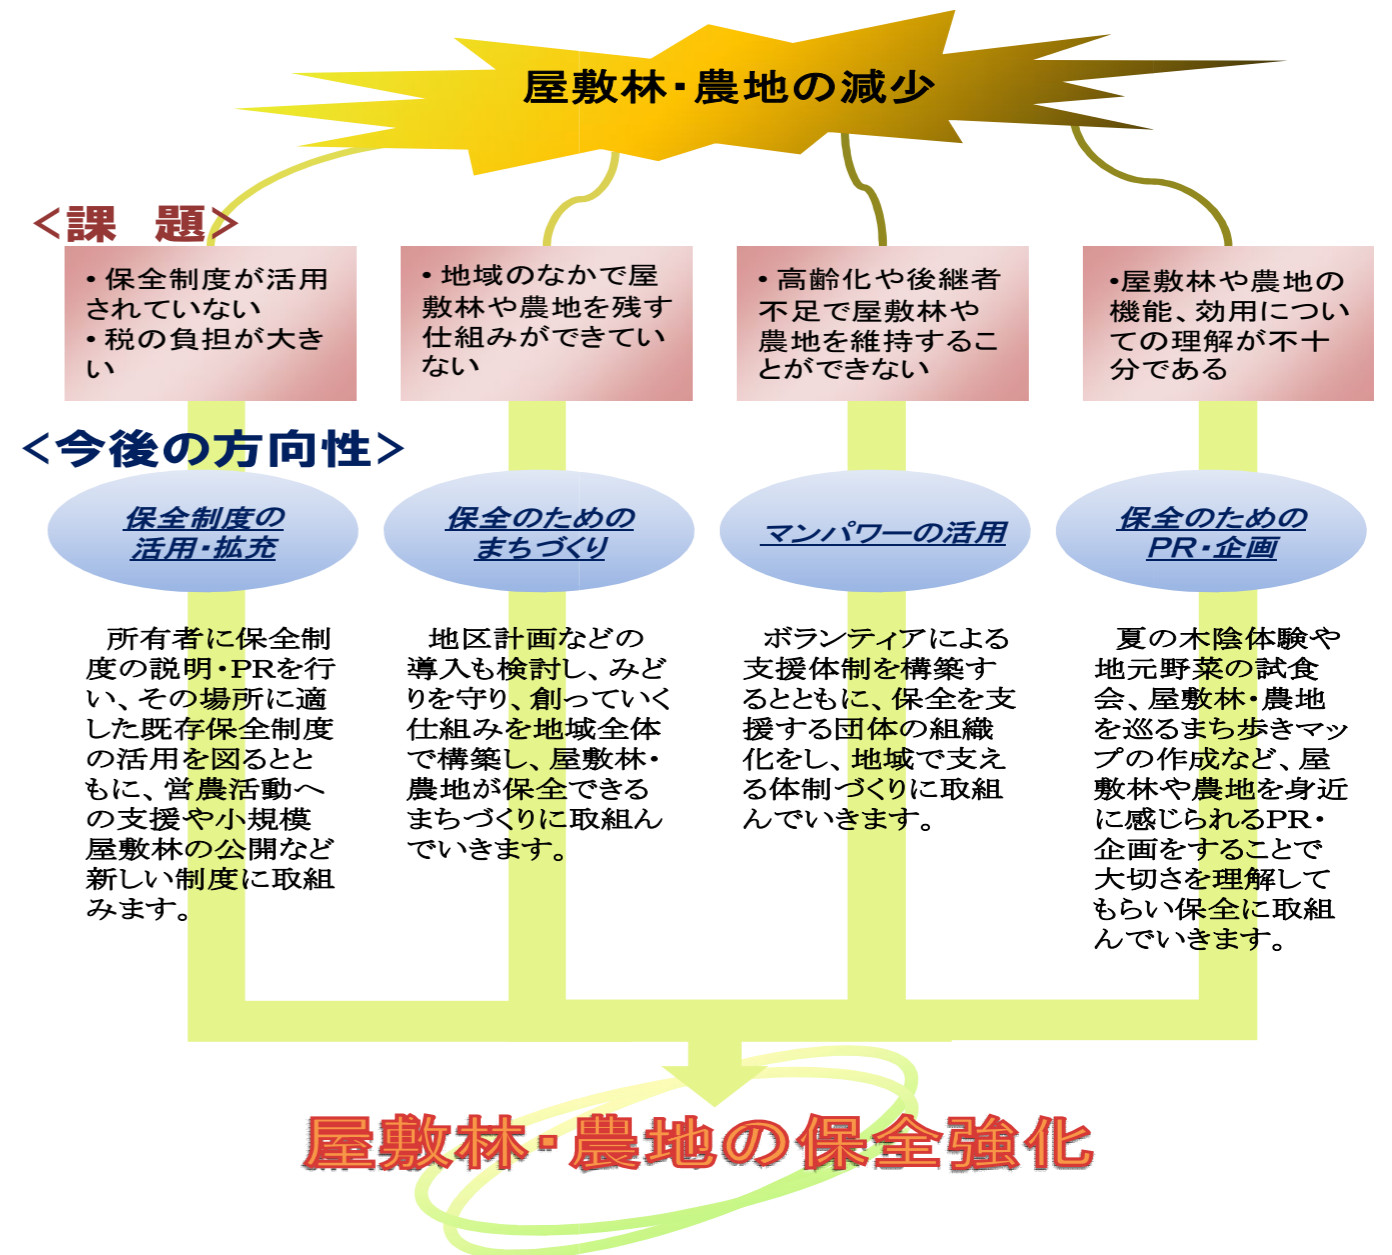 屋敷林・農地の減少
<課　題>
・保全制度が活用
されていない
・税の負担が大き
い
・地域のなかで屋
敷林や農地を残す
仕組みができてい
ない
・高齢化や後継者
不足で屋敷林や
農地を維持するこ
とができない
・屋敷林や農地の
機能、効用につい
ての理解が不十
分である
<今後の方向性>
保全制度の
活用・拡充
保全のための
まちづくり
マンパワーの活用
保全のための
PR・企画
所有者に保全制
度の説明・PRを行
い、その場所に適
した既存保全制度
の活用を図るとと
もに、営農活動へ
の支援や小規模
屋敷林の公開など
新しい制度に取組
みます。
地区計画などの
導入も検討し、みど
りを守り、創っていく
仕組みを地域全体
で構築し、屋敷林・
農地が保全できる
まちづくりに取組ん
でいきます。
ボランティアによる
支援体制を構築す
るとともに、保全を支
援する団体の組織
化をし、地域で支え
る体制づくりに取組
んでいきます。
夏の木陰体験や
地元野菜の試食
会、屋敷林・農地
を巡るまち歩きマッ
プの作成など、屋
敷林や農地を身近
に感じられるPR・
企画をすることで
大切さを理解して
もらい保全に取組
んでいきます。
屋敷林・農地の保全強化